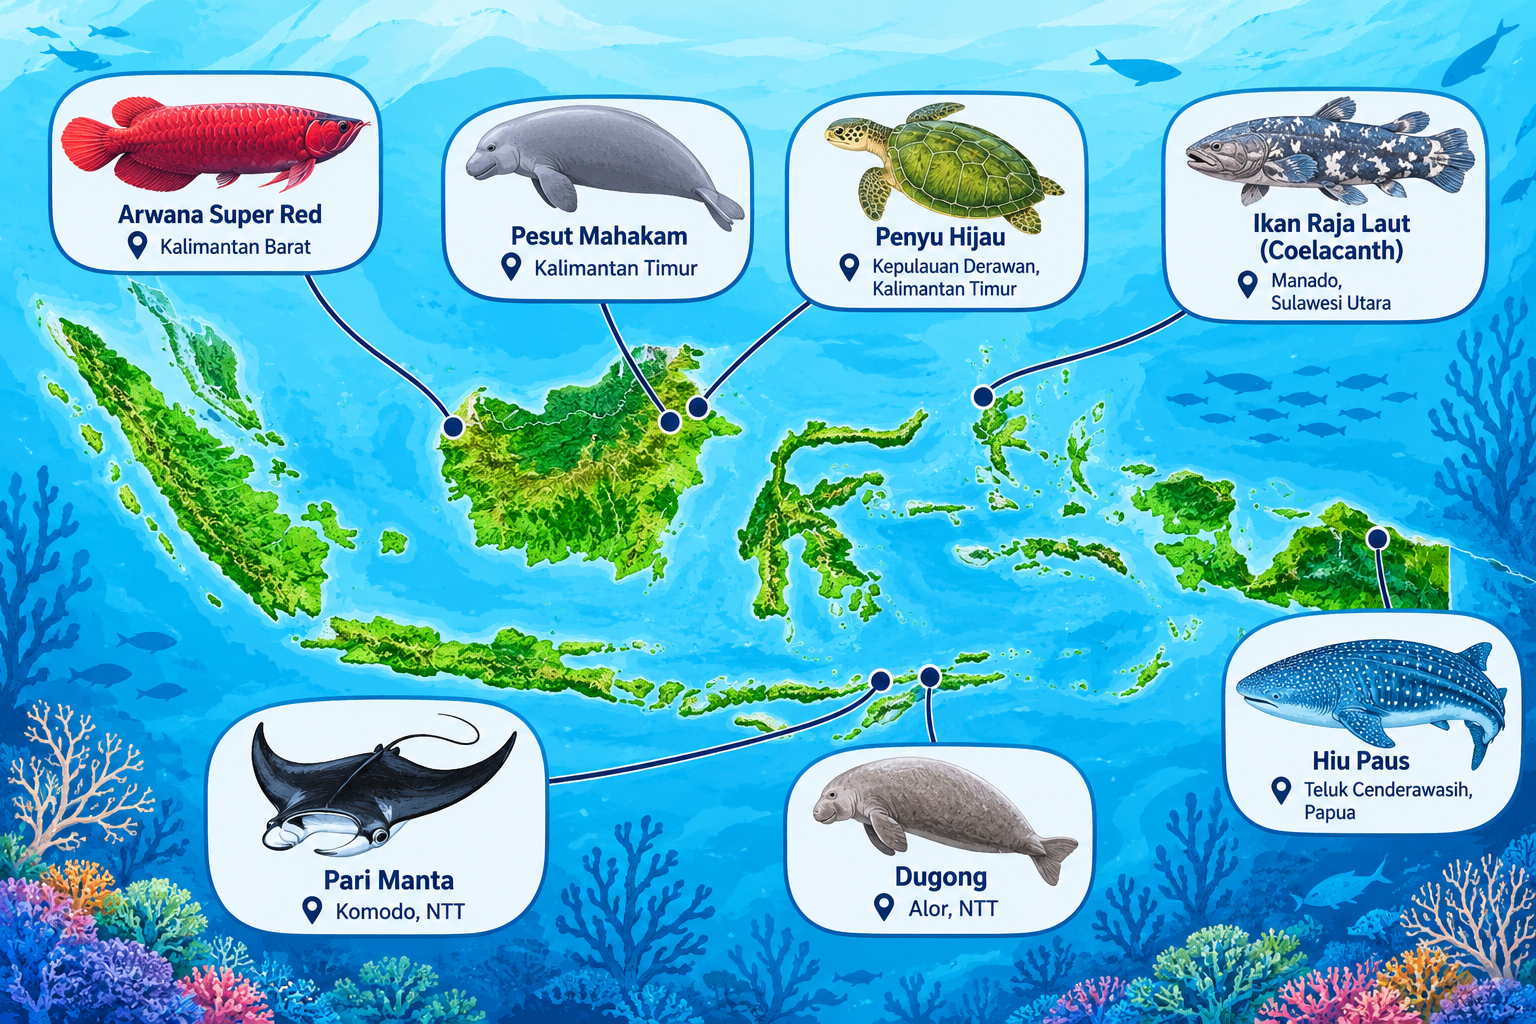 Arwana Super Red
Kalimantan Barat
Pesut Mahakam
Kalimantan Timur
Penyu Hijau
Kepulauan Derawan,
Kalimantan Timur
Ikan Raja Laut
(Coelacanth)
Manado,
Sulawesi Utara
Pari Manta
Komodo, NTT
Dugong
Alor, NTT
Hiu Paus
Teluk Cenderawasih,
Papua